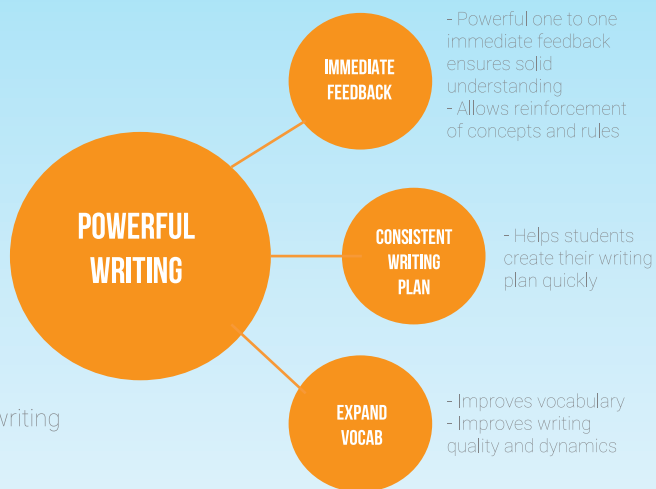 - Powerful one to one
immediate feedback
ensures solid
understanding
- Allows reinforcement
of concepts and rules
IMMEDIATE
FEEDBACK
POWERFUL
WRITING
CONSISTENT
WRITING
PLAN
- Helps students
create their writing
plan quickly
writing
EXPAND
VOCAB
- Improves vocabulary
- Improves writing
quality and dynamics